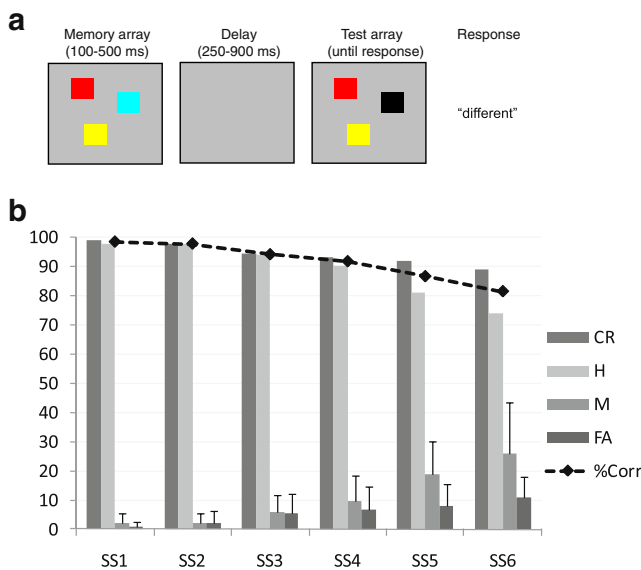 a
Memory array Delay Test array Response
(100-500 ms) (250-900 ms) (until response)
“different”
b
100
90
80
70
60
50
40
30
20
10
0
SS1 SS2 SS3 SS4 SS5 SS6
CR
H
M
FA
%Corr